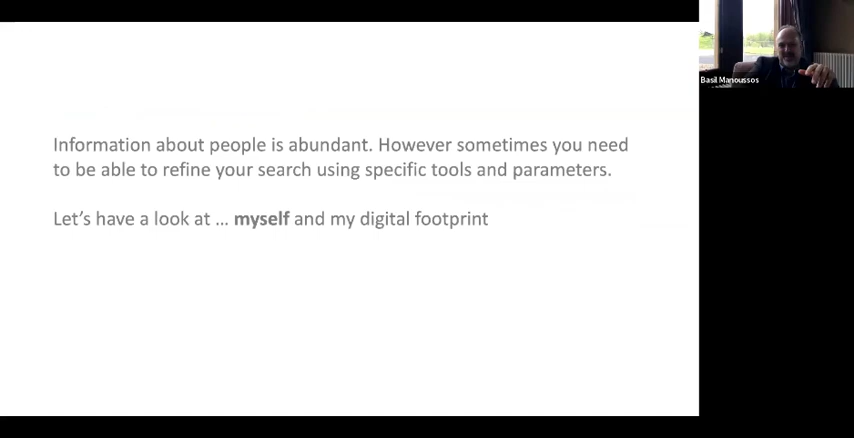 Information about people is abundant. However sometimes you need
to be able to refine your search using specific tools and parameters.
Let's have a look at ... myself and my digital footprint
Basil Manoussos